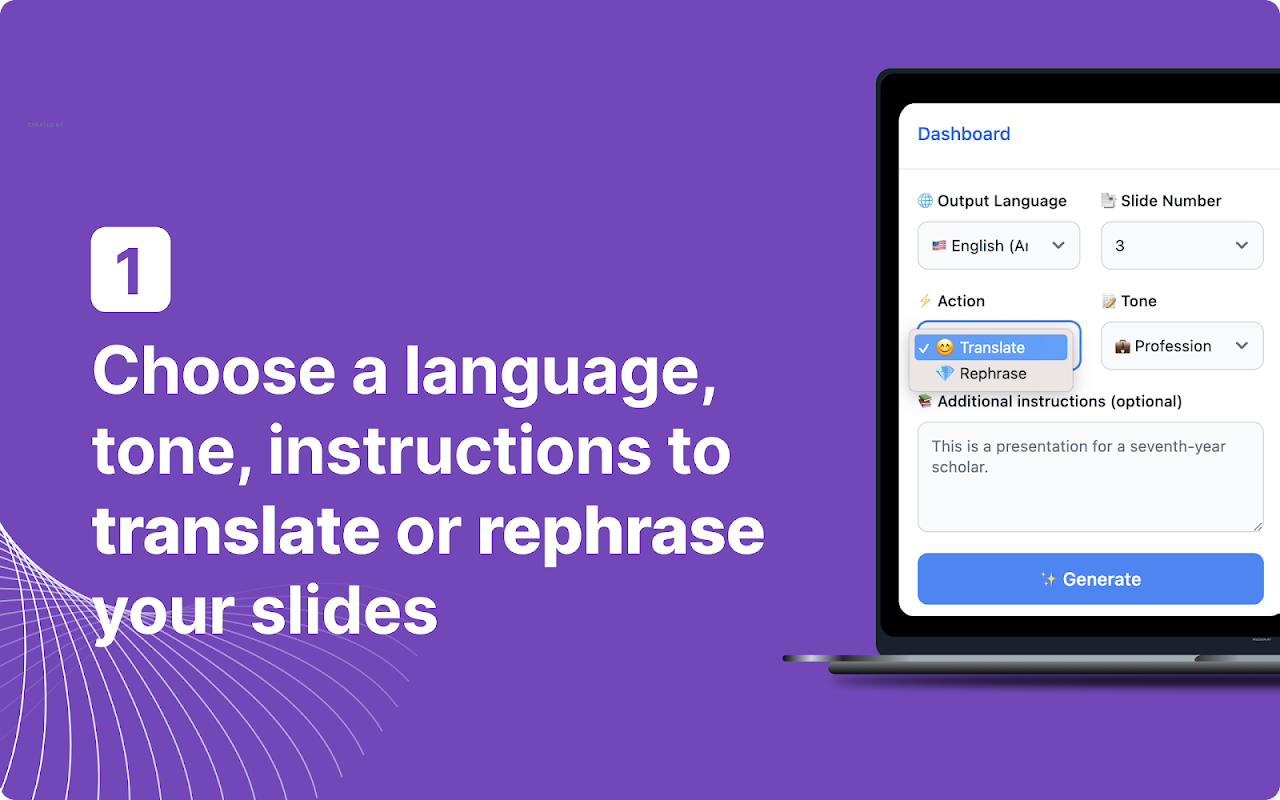 CREATED BY
1
Choose a language,
tone, instructions to
translate or rephrase
your slides
Dashboard
Output Language
Slide Number
English (Ar
3
Action
Tone
Translate
Profession
Rephrase
Additional instructions (optional)
This is a presentation for a seventh-year
scholar.
Generate